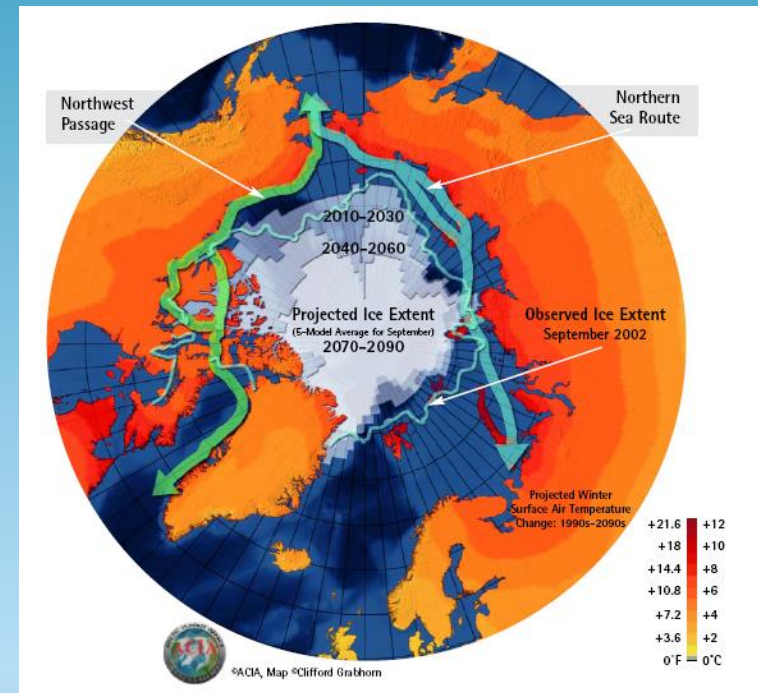 Northwest
Passage
Northern
Sea Route
2010–2030
2040–2060
Projected Ice Extent
(5–Model Average for September)
2070–2090
Observed Ice Extent
September 2002
Projected Winter
Surface Air Temperature
Change: 1990s–2090s
+21.6 +12
+18 +10
+14.4 +8
+10.8 +6
+7.2 +4
+3.6 +2
0°F 0°C
ACIA
©ACIA, Map ©Clifford Grabhorn